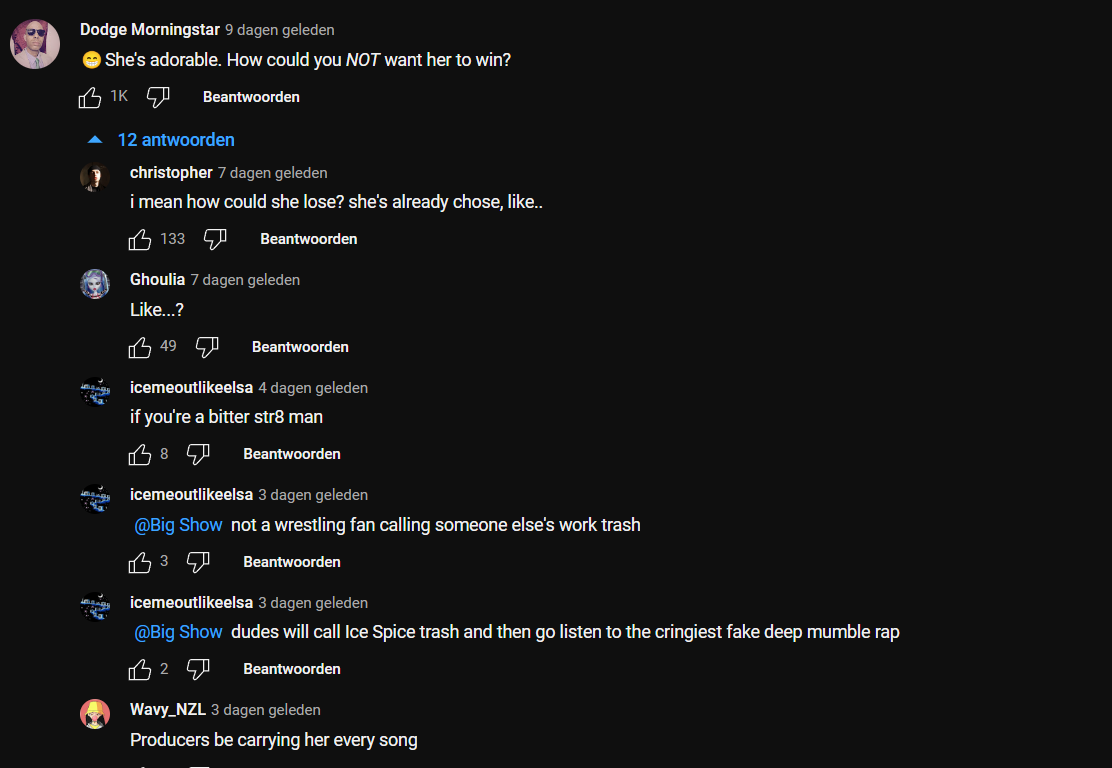 Dodge Morningstar 9 dagen geleden
😁 She's adorable. How could you NOT want her to win?
1K Beantwoorden
12 antwoorden
christopher 7 dagen geleden
i mean how could she lose? she's already chose, like..
133 Beantwoorden
Ghoulia 7 dagen geleden
Like...?
49 Beantwoorden
icemeoutlikeelsa 4 dagen geleden
if you're a bitter str8 man
8 Beantwoorden
icemeoutlikeelsa 3 dagen geleden
@Big Show not a wrestling fan calling someone else's work trash
3 Beantwoorden
icemeoutlikeelsa 3 dagen geleden
@Big Show dudes will call Ice Spice trash and then go listen to the cringiest fake deep mumble rap
2 Beantwoorden
Wavy_NZL 3 dagen geleden
Producers be carrying her every song